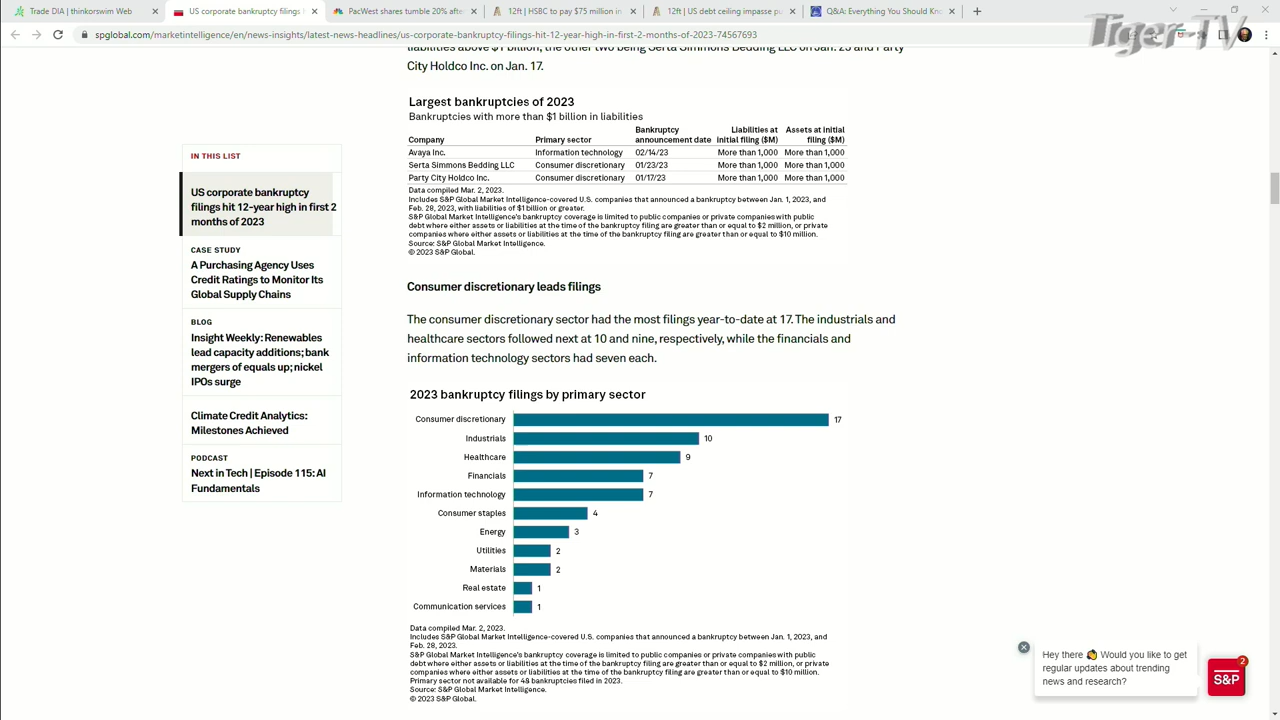 Trade DIA - thinkorswim Web
US corporate bankruptcy filings
PacWest shares tumble 20% afte
12ft | HSBC to pay $75 million in
12ft | US debt ceiling impasse pu
Q&A: Everything You Should Kno
Tiger-TV
spglobal.com/marketintelligence/en/news-insights/latest-news-headlines/us-corporate-bankruptcy-filings-hit-12-year-high-in-first-2-months-of-2023-74567693
liabilities above $1 billion, the other two being Serta Simmons Bedding LLC on Jan. 23 and Party
City Holdco Inc. on Jan. 17.
Largest bankruptcies of 2023
Bankruptcies with more than $1 billion in liabilities
Company Primary sector Bankruptcy announcement date Liabilities at initial filing ($M) Assets at initial filing ($M)
Avaya Inc. Information technology 02/14/23 More than 1,000 More than 1,000
Serta Simmons Bedding LLC Consumer discretionary 01/23/23 More than 1,000 More than 1,000
Party City Holdco Inc. Consumer discretionary 01/17/23 More than 1,000 More than 1,000
Data compiled Mar. 2, 2023.
Includes S&P Global Market Intelligence-covered U.S. companies that announced a bankruptcy between Jan. 1, 2023, and
Feb. 28, 2023, with liabilities of $1 billion or greater.
S&P Global Market Intelligence's bankruptcy coverage is limited to public companies or private companies with public
debt where either assets or liabilities at the time of the bankruptcy filing are greater than or equal to $2 million, or private
companies where either assets or liabilities at the time of the bankruptcy filing are greater than or equal to $10 million.
Source: S&P Global Market Intelligence.
© 2023 S&P Global.
IN THIS LIST
US corporate bankruptcy
filings hit 12-year high in first 2
months of 2023
CASE STUDY
A Purchasing Agency Uses
Credit Ratings to Monitor Its
Global Supply Chains
BLOG
Insight Weekly: Renewables
lead capacity additions; bank
mergers of equals up; nickel
IPOs surge
Climate Credit Analytics:
Milestones Achieved
PODCAST
Next in Tech | Episode 115: AI
Fundamentals
Consumer discretionary leads filings
The consumer discretionary sector had the most filings year-to-date at 17. The industrials and
healthcare sectors followed next at 10 and nine, respectively, while the financials and
information technology sectors had seven each.
2023 bankruptcy filings by primary sector
Consumer discretionary 17
Industrials 10
Healthcare 9
Financials 7
Information technology 7
Consumer staples 4
Energy 3
Utilities 2
Materials 2
Real estate 1
Communication services 1
Data compiled Mar. 2, 2023.
Includes S&P Global Market Intelligence-covered U.S. companies that announced a bankruptcy between Jan. 1, 2023, and
Feb. 28, 2023.
S&P Global Market Intelligence's bankruptcy coverage is limited to public companies or private companies with public
debt where either assets or liabilities at the time of the bankruptcy filing are greater than or equal to $2 million, or private
companies where either assets or liabilities at the time of the bankruptcy filing are greater than or equal to $10 million.
Primary sector not available for 48 bankruptcies filed in 2023.
Source: S&P Global Market Intelligence.
© 2023 S&P Global.
Hey there 🙋 Would you like to get
regular updates about trending
news and research?
S&P
2